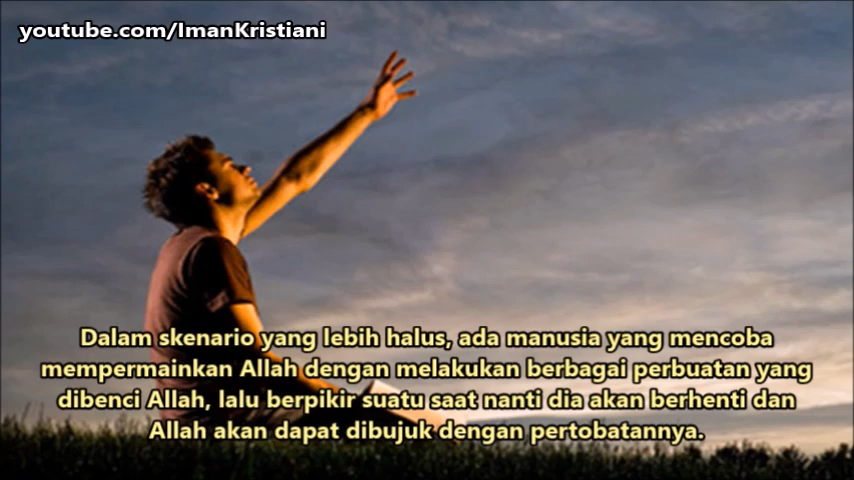 youtube.com/ImanKristiani
Dalam skenario yang lebih halus, ada manusia yang mencoba
mempermainkan Allah dengan melakukan berbagai perbuatan yang
dibenci Allah, lalu berpikir suatu saat nanti dia akan berhenti dan
Allah akan dapat dibujuk dengan pertobatannya.